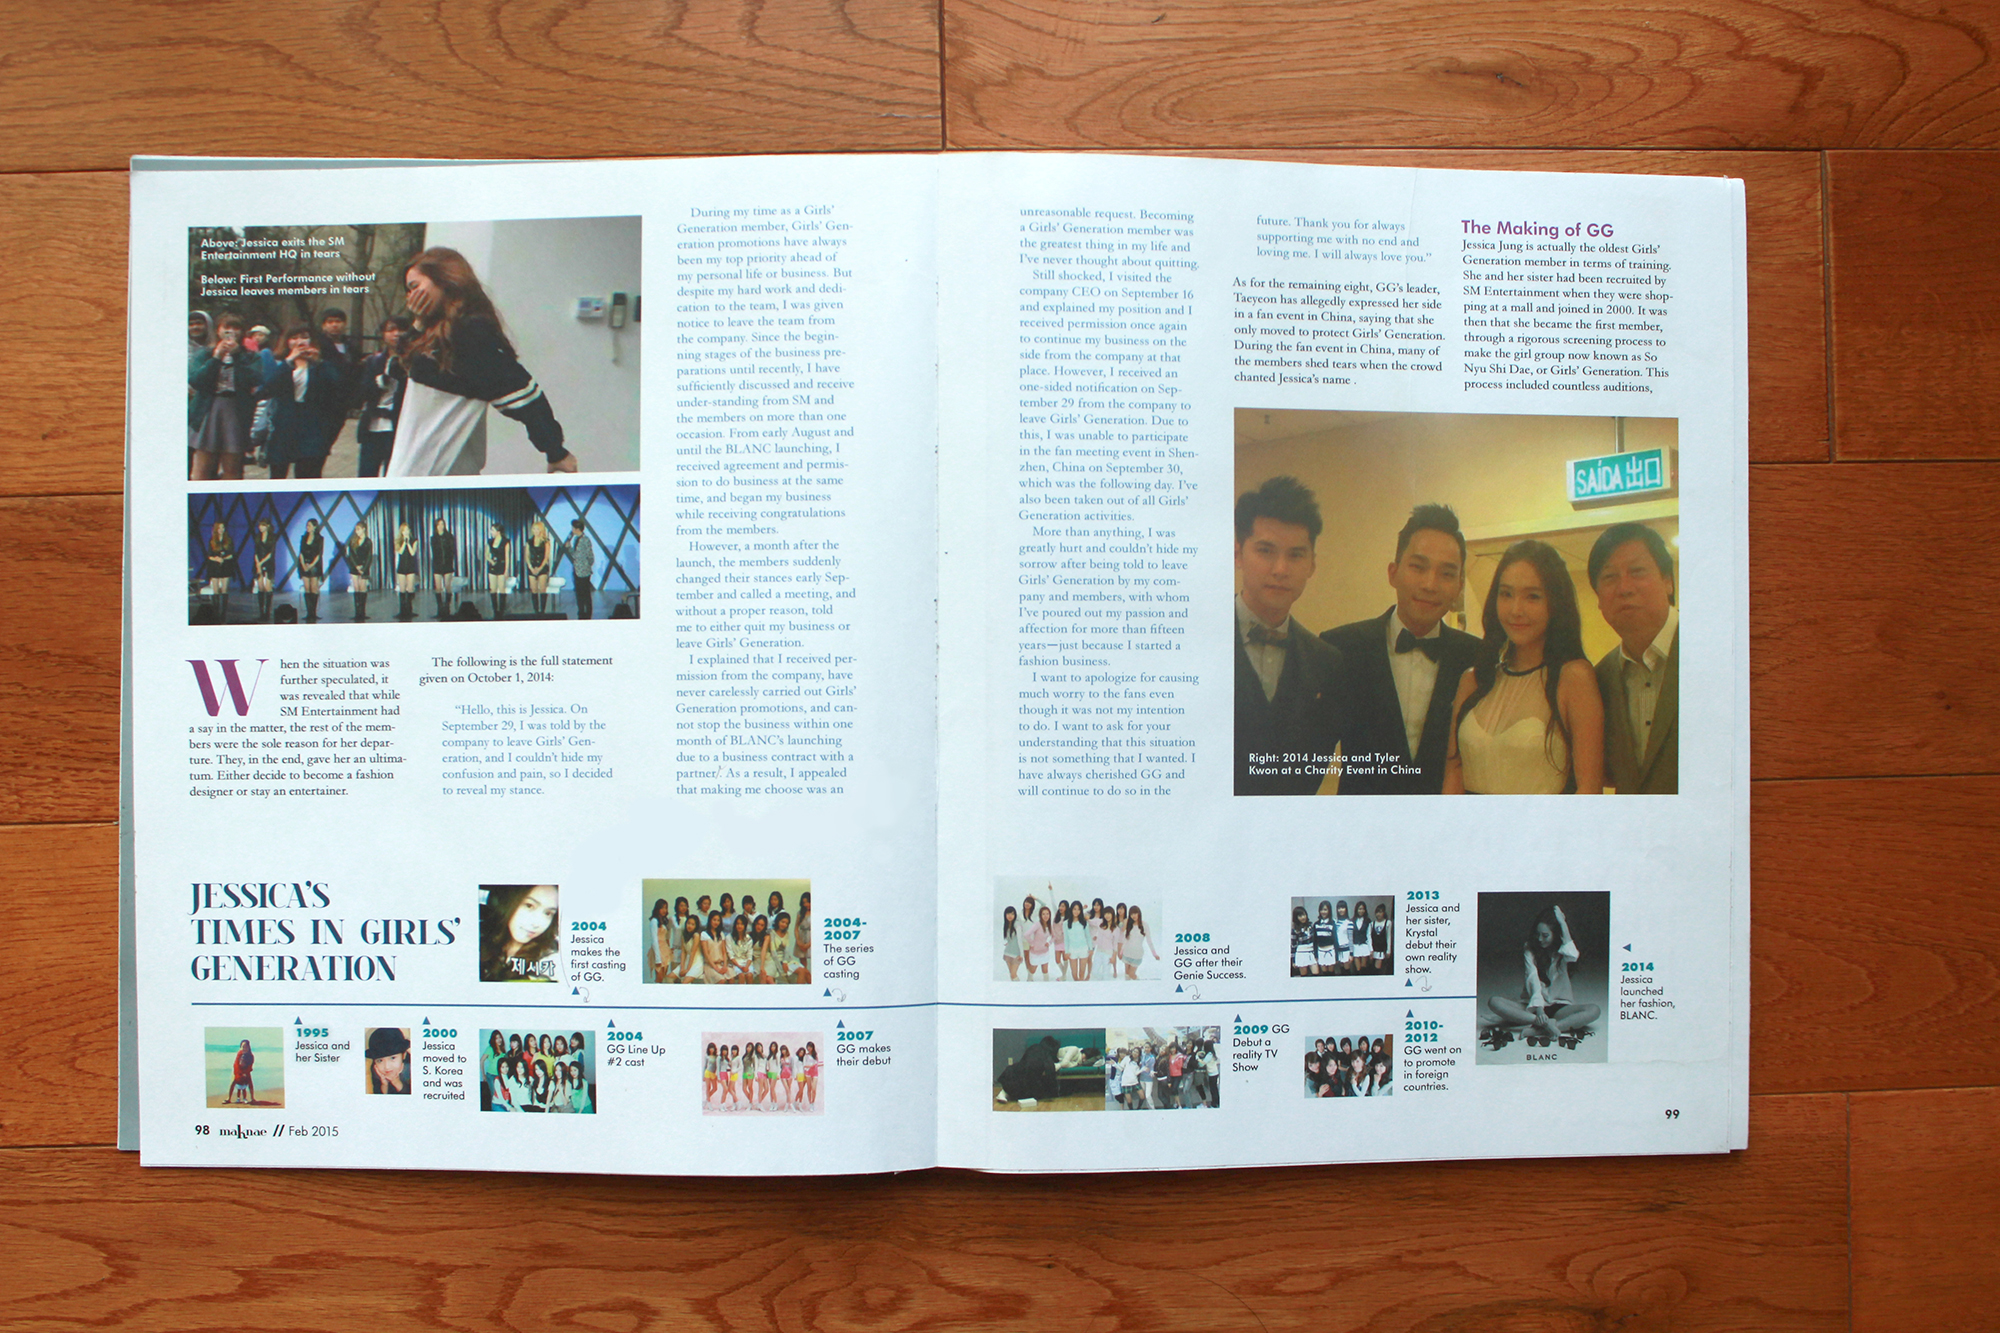 Above: Jessica exits the SM
Entertainment HQ in tears
Below: First Performance without
Jessica leaves members in tears
When the situation was
further speculated, it
was revealed that while
SM Entertainment had
a say in the matter, the rest of the mem-
bers were the sole reason for her depar-
ture. They, in the end, gave her an ultima-
tum. Either decide to become a fashion
designer or stay an entertainer.
The following is the full statement
given on October 1, 2014:
“Hello, this is Jessica. On
September 29, I was told by the
company to leave Girls’ Gen-
eration, and I couldn’t hide my
confusion and pain, so I decided
to reveal my stance.
During my time as a Girls’
Generation member, Girls’ Gen-
eration promotions have always
been my top priority ahead of
my personal life or business. But
despite my hard work and dedi-
cation to the team, I was given
notice to leave the team from
the company. Since the begin-
ning stages of the business pre-
parations until recently, I have
sufficiently discussed and receive
under-standing from SM and
the members on more than one
occasion. From early August and
until the BLANC launching, I
received agreement and permis-
sion to do business at the same
time, and began my business
while receiving congratulations
from the members.
However, a month after the
launch, the members suddenly
changed their stances early Sep-
tember and called a meeting, and
without a proper reason, told
me to either quit my business or
leave Girls’ Generation.
I explained that I received per-
mission from the company, have
never carelessly carried out Girls’
Generation promotions, and can-
not stop the business within one
month of BLANC’s launching
due to a business contract with a
partner. As a result, I appealed
that making me choose was an
unreasonable request. Becoming
a Girls’ Generation member was
the greatest thing in my life and
I’ve never thought about quitting.
Still shocked, I visited the
company CEO on September 16
and explained my position and I
received permission once again
to continue my business on the
side from the company at that
place. However, I received an
one-sided notification on Sep-
tember 29 from the company to
leave Girls’ Generation. Due to
this, I was unable to participate
in the fan meeting event in Shen-
zhen, China on September 30,
which was the following day. I’ve
also been taken out of all Girls’
Generation activities.
More than anything, I was
greatly hurt and couldn’t hide my
sorrow after being told to leave
Girls’ Generation by my com-
pany and members, with whom
I’ve poured out my passion and
affection for more than fifteen
years—just because I started a
fashion business.
I want to apologize for causing
much worry to the fans even
though it was not my intention
to do. I want to ask for your
understanding that this situation
is not something that I wanted. I
have always cherished GG and
will continue to do so in the
future. Thank you for always
supporting me with no end and
loving me. I will always love you.”
As for the remaining eight, GG’s leader,
Taeyeon has allegedly expressed her side
in a fan event in China, saying that she
only moved to protect Girls’ Generation.
During the fan event in China, many of
the members shed tears when the crowd
chanted Jessica’s name .
The Making of GG
Jessica Jung is actually the oldest Girls’
Generation member in terms of training.
She and her sister had been recruited by
SM Entertainment when they were shop-
ping at a mall and joined in 2000. It was
then that she became the first member,
through a rigorous screening process to
make the girl group now known as So
Nyu Shi Dae, or Girls’ Generation. This
process included countless auditions,
SAÍDA 出口
Right: 2014 Jessica and Tyler
Kwon at a Charity Event in China
JESSICA’S
TIMES IN GIRLS’
GENERATION
제시카
2004
Jessica
makes the
first casting
of GG.
2004-
2007
The series
of GG
casting
2008
Jessica and
GG after their
Genie Success.
2013
Jessica and
her sister,
Krystal
debut their
own reality
show.
BLANC
2014
Jessica
launched
her fashion,
BLANC.
1995
Jessica and
her Sister
2000
Jessica
moved to
S. Korea
and was
recruited
2004
GG Line Up
#2 cast
2007
GG makes
their debut
2009 GG
Debut a
reality TV
Show
2010-
2012
GG went on
to promote
in foreign
countries.
98 maknae // Feb 2015
99